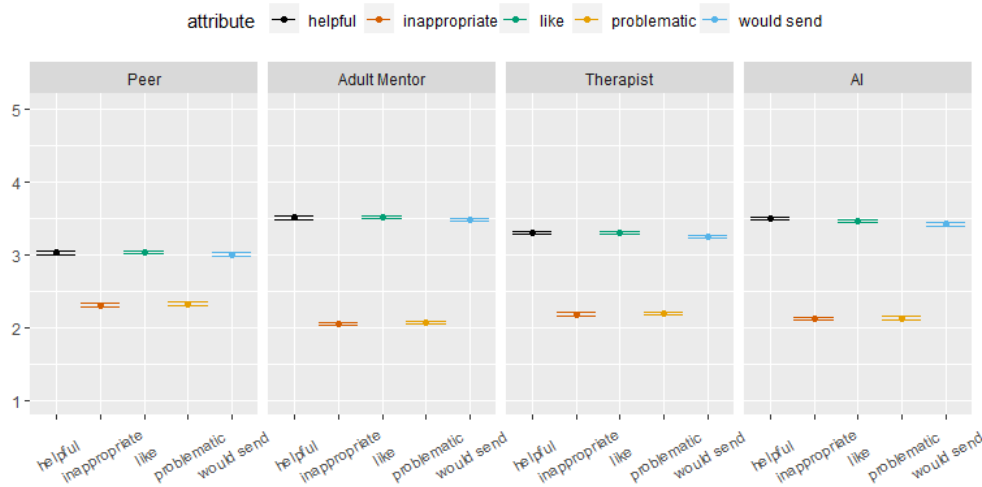 attribute helpful inappropriate like problematic would send
Peer Adult Mentor Therapist AI
5
4
3
2
1
helpful inappropriate like problematic would send helpful inappropriate like problematic would send helpful inappropriate like problematic would send helpful inappropriate like problematic would send